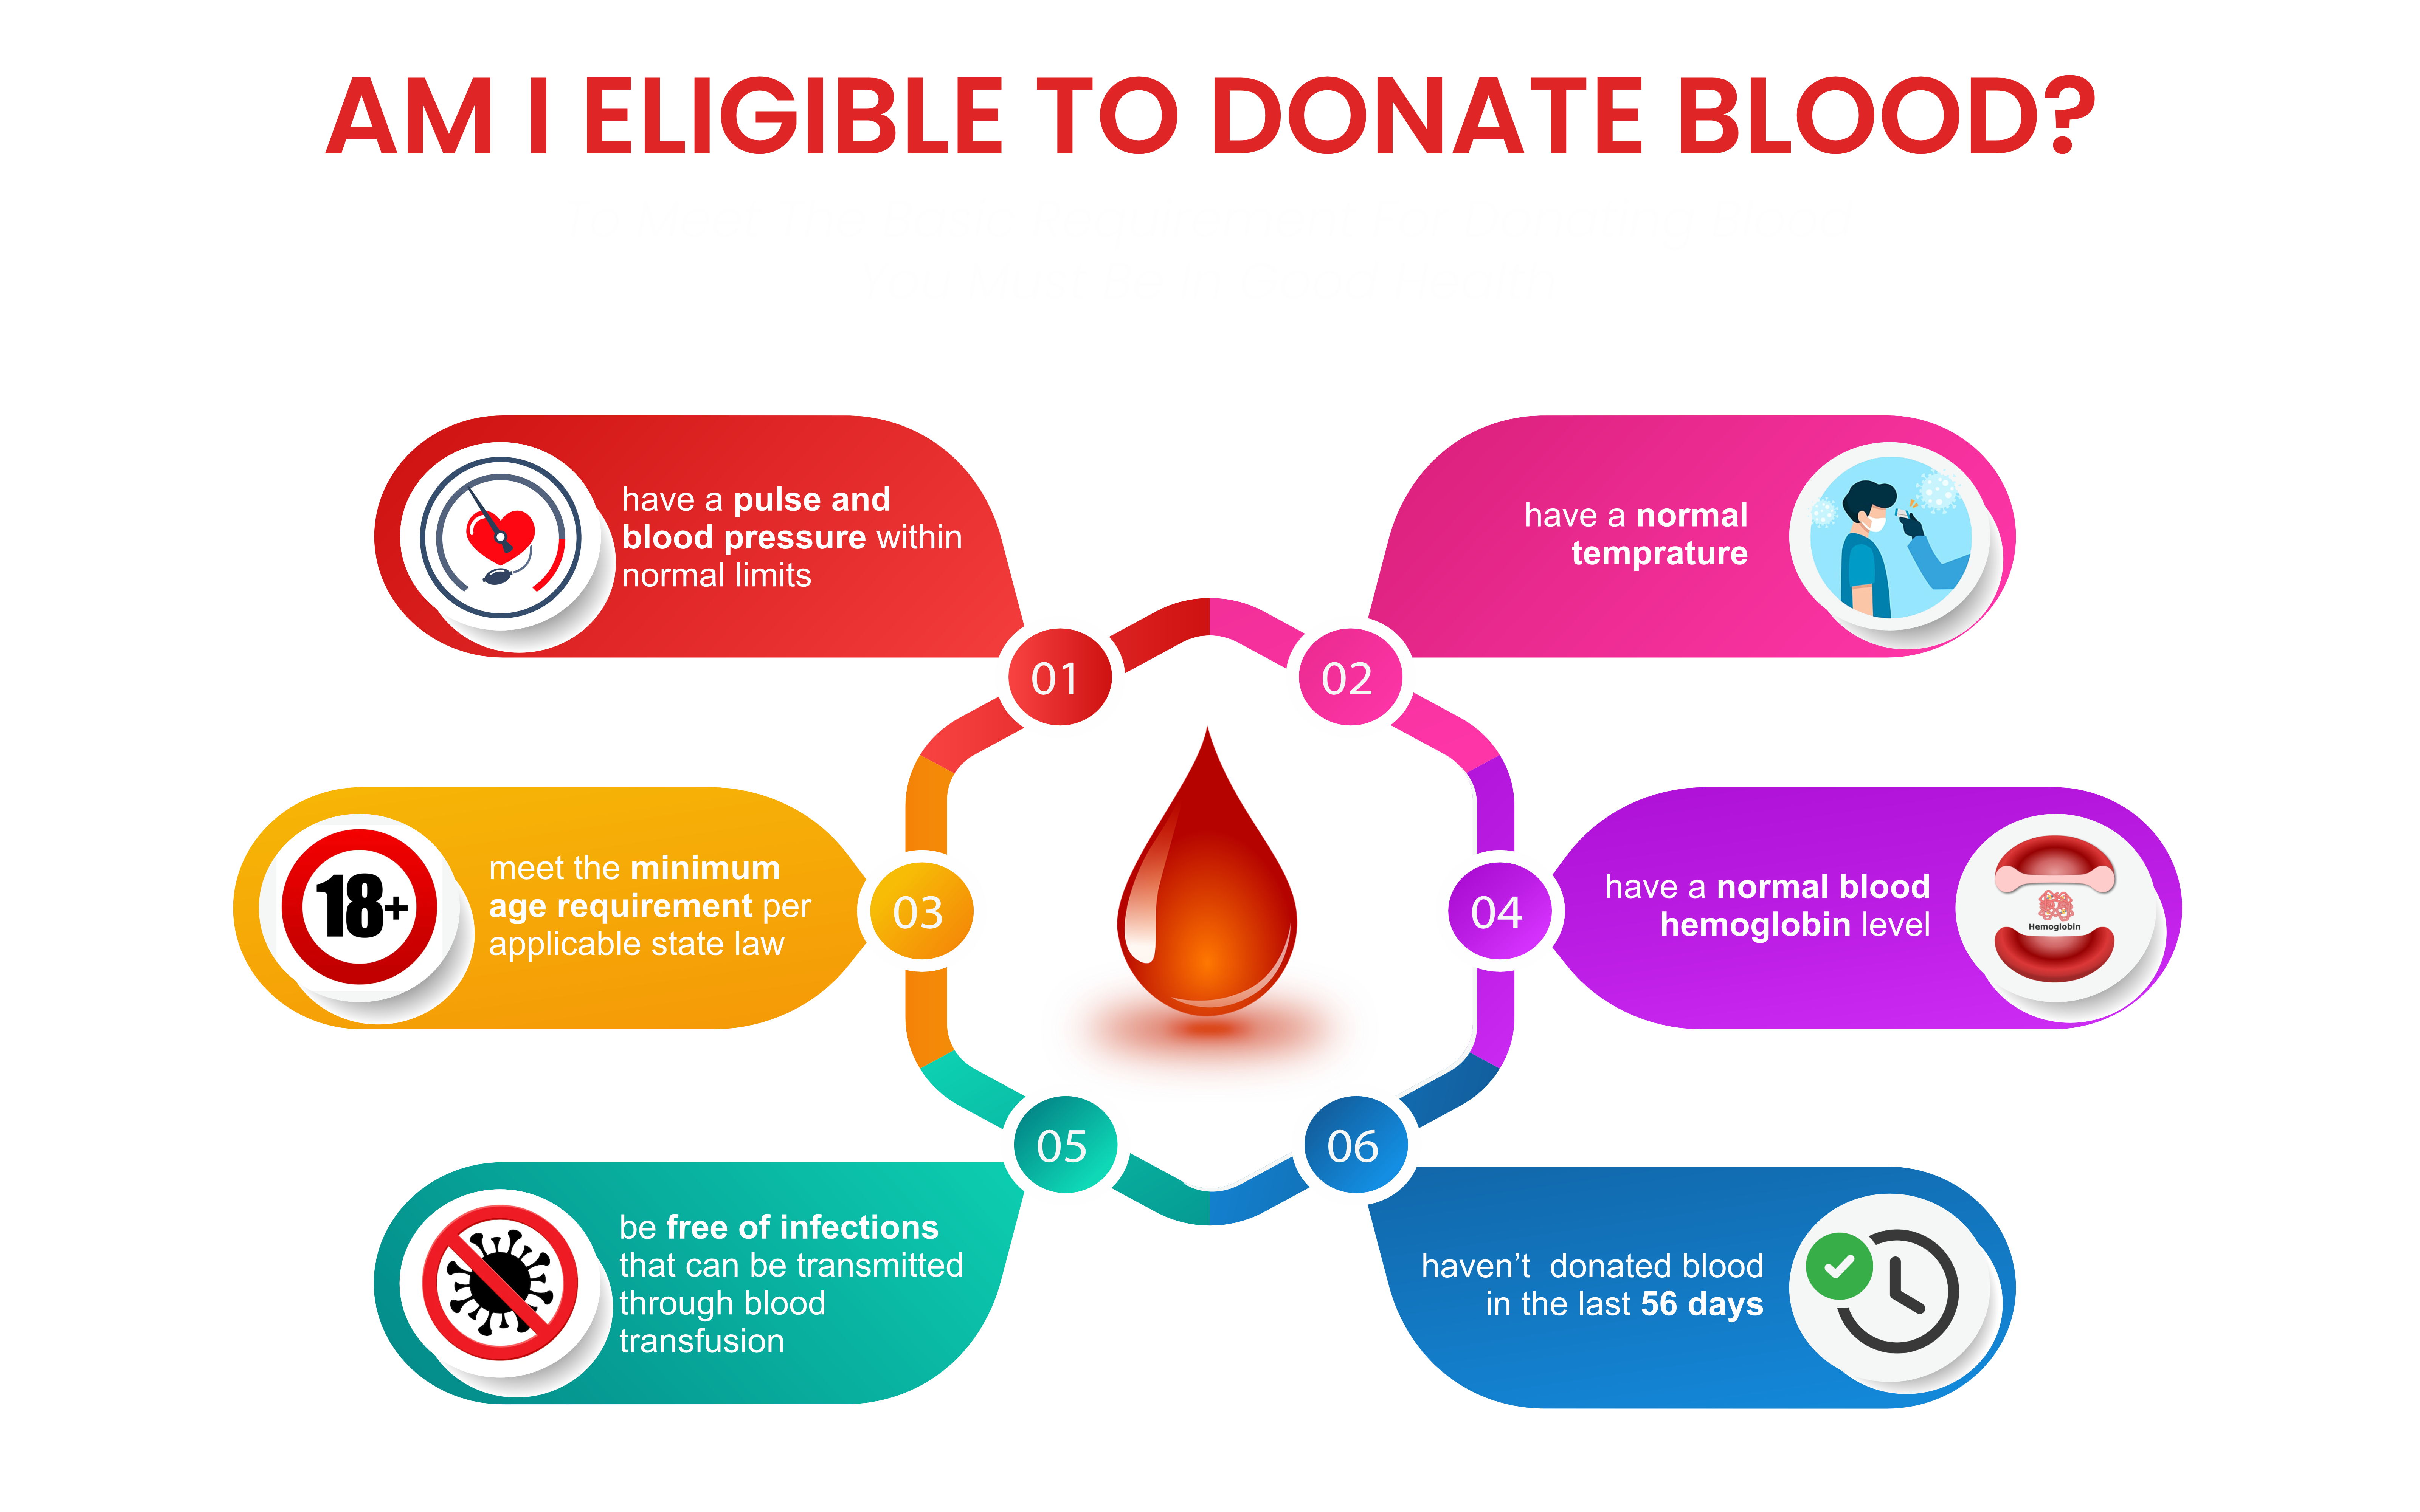 AM I ELIGIBLE TO DONATE BLOOD?
have a pulse and
blood pressure within
normal limits
01
have a normal
temprature
02
18+
meet the minimum
age requirement per
applicable state law
03
have a normal blood
hemoglobin level
Hemoglobin
04
be free of infections
that can be transmitted
through blood
transfusion
05
haven’t  donated blood
in the last 56 days
06